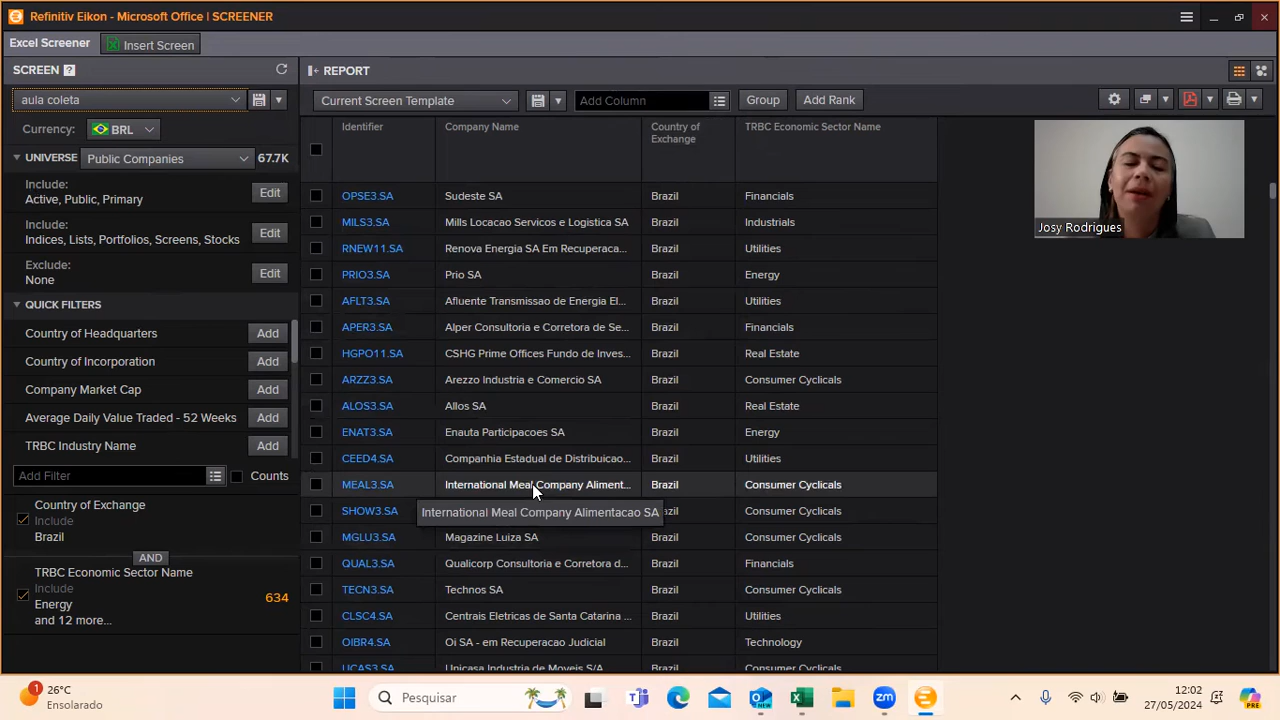 Refinitiv Eikon - Microsoft Office | SCREENER
Excel Screener Insert Screen
SCREEN ?
REPORT
aula coleta
Current Screen Template
Add Column
Group
Add Rank
Currency: BRL
UNIVERSE Public Companies 67.7K
Include:
Active, Public, Primary
Edit
Include:
Indices, Lists, Portfolios, Screens, Stocks
Edit
Exclude:
None
Edit
QUICK FILTERS
Country of Headquarters Add
Country of Incorporation Add
Company Market Cap Add
Average Daily Value Traded - 52 Weeks Add
TRBC Industry Name Add
Add Filter Counts
Country of Exchange
Include
Brazil
AND
TRBC Economic Sector Name
Include
Energy 634
and 12 more...
Identifier Company Name Country of Exchange TRBC Economic Sector Name
OPSE3.SA Sudeste SA Brazil Financials
MILS3.SA Mills Locacao Servicos e Logistica SA Brazil Industrials
RNEW11.SA Renova Energia SA Em Recuperaca... Brazil Utilities
PRIO3.SA Prio SA Brazil Energy
AFLT3.SA Afluente Transmissao de Energia El... Brazil Utilities
APER3.SA Alper Consultoria e Corretora de Se... Brazil Financials
HGPO11.SA CSHG Prime Offices Fundo de Inves... Brazil Real Estate
ARZZ3.SA Arezzo Industria e Comercio SA Brazil Consumer Cyclicals
ALOS3.SA Allos SA Brazil Real Estate
ENAT3.SA Enauta Participacoes SA Brazil Energy
CEED4.SA Companhia Estadual de Distribuicao... Brazil Utilities
MEAL3.SA International Meal Company Aliment... Brazil Consumer Cyclicals
SHOW3.SA International Meal Company Alimentacao SA Consumer Cyclicals
MGLU3.SA Magazine Luiza SA Brazil Consumer Cyclicals
QUAL3.SA Qualicorp Consultoria e Corretora d... Brazil Financials
TECN3.SA Technos SA Brazil Consumer Cyclicals
CLSC4.SA Centrais Eletricas de Santa Catarina ... Brazil Utilities
OIBR4.SA Oi SA - em Recuperacao Judicial Brazil Technology
UCAS3.SA Unicasa Industria de Moveis S/A Brazil Consumer Cyclicals
Josy Rodrigues
1
26°C
Ensolarado
Pesquisar
12:02
27/05/2024
PRE